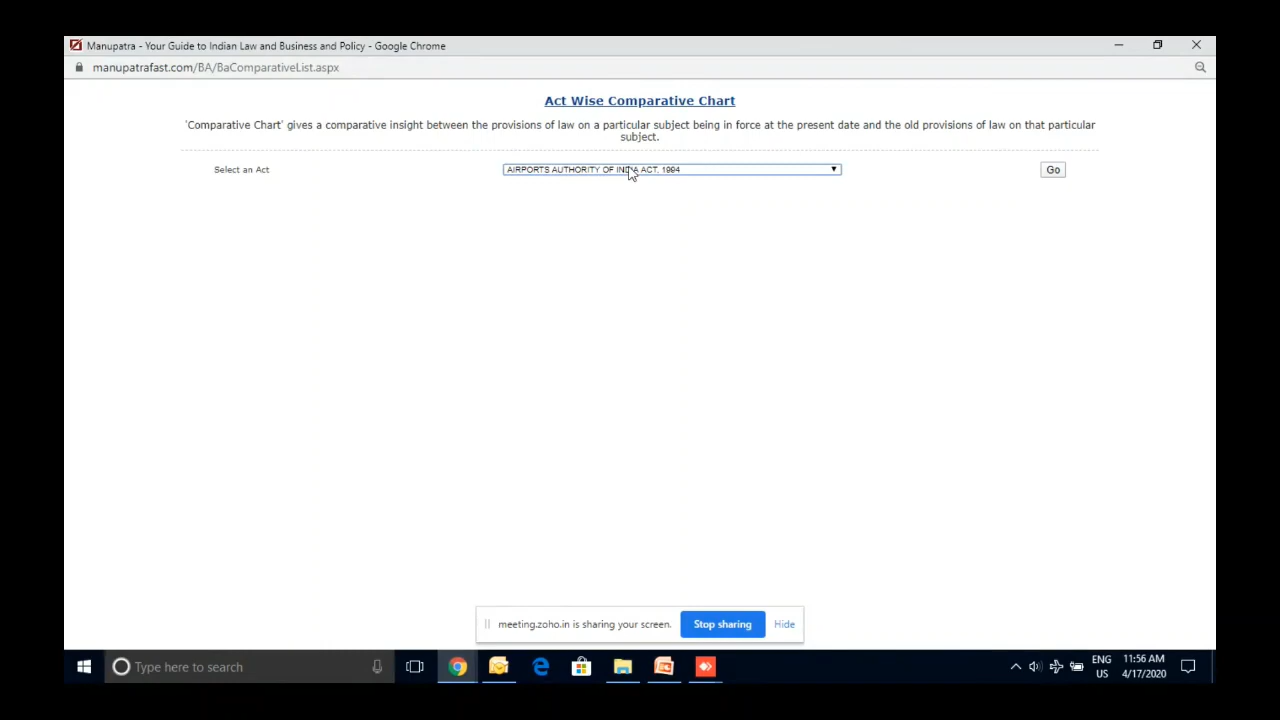 Manupatra - Your Guide to Indian Law and Business and Policy - Google Chrome
manupatrafast.com/BA/BaComparativeList.aspx
Act Wise Comparative Chart
'Comparative Chart' gives a comparative insight between the provisions of law on a particular subject being in force at the present date and the old provisions of law on that particular
subject.
Select an Act
AIRPORTS AUTHORITY OF INDIA ACT, 1994
Go
meeting.zoho.in is sharing your screen.
Stop sharing
Hide
Type here to search
ENG
US
11:56 AM
4/17/2020